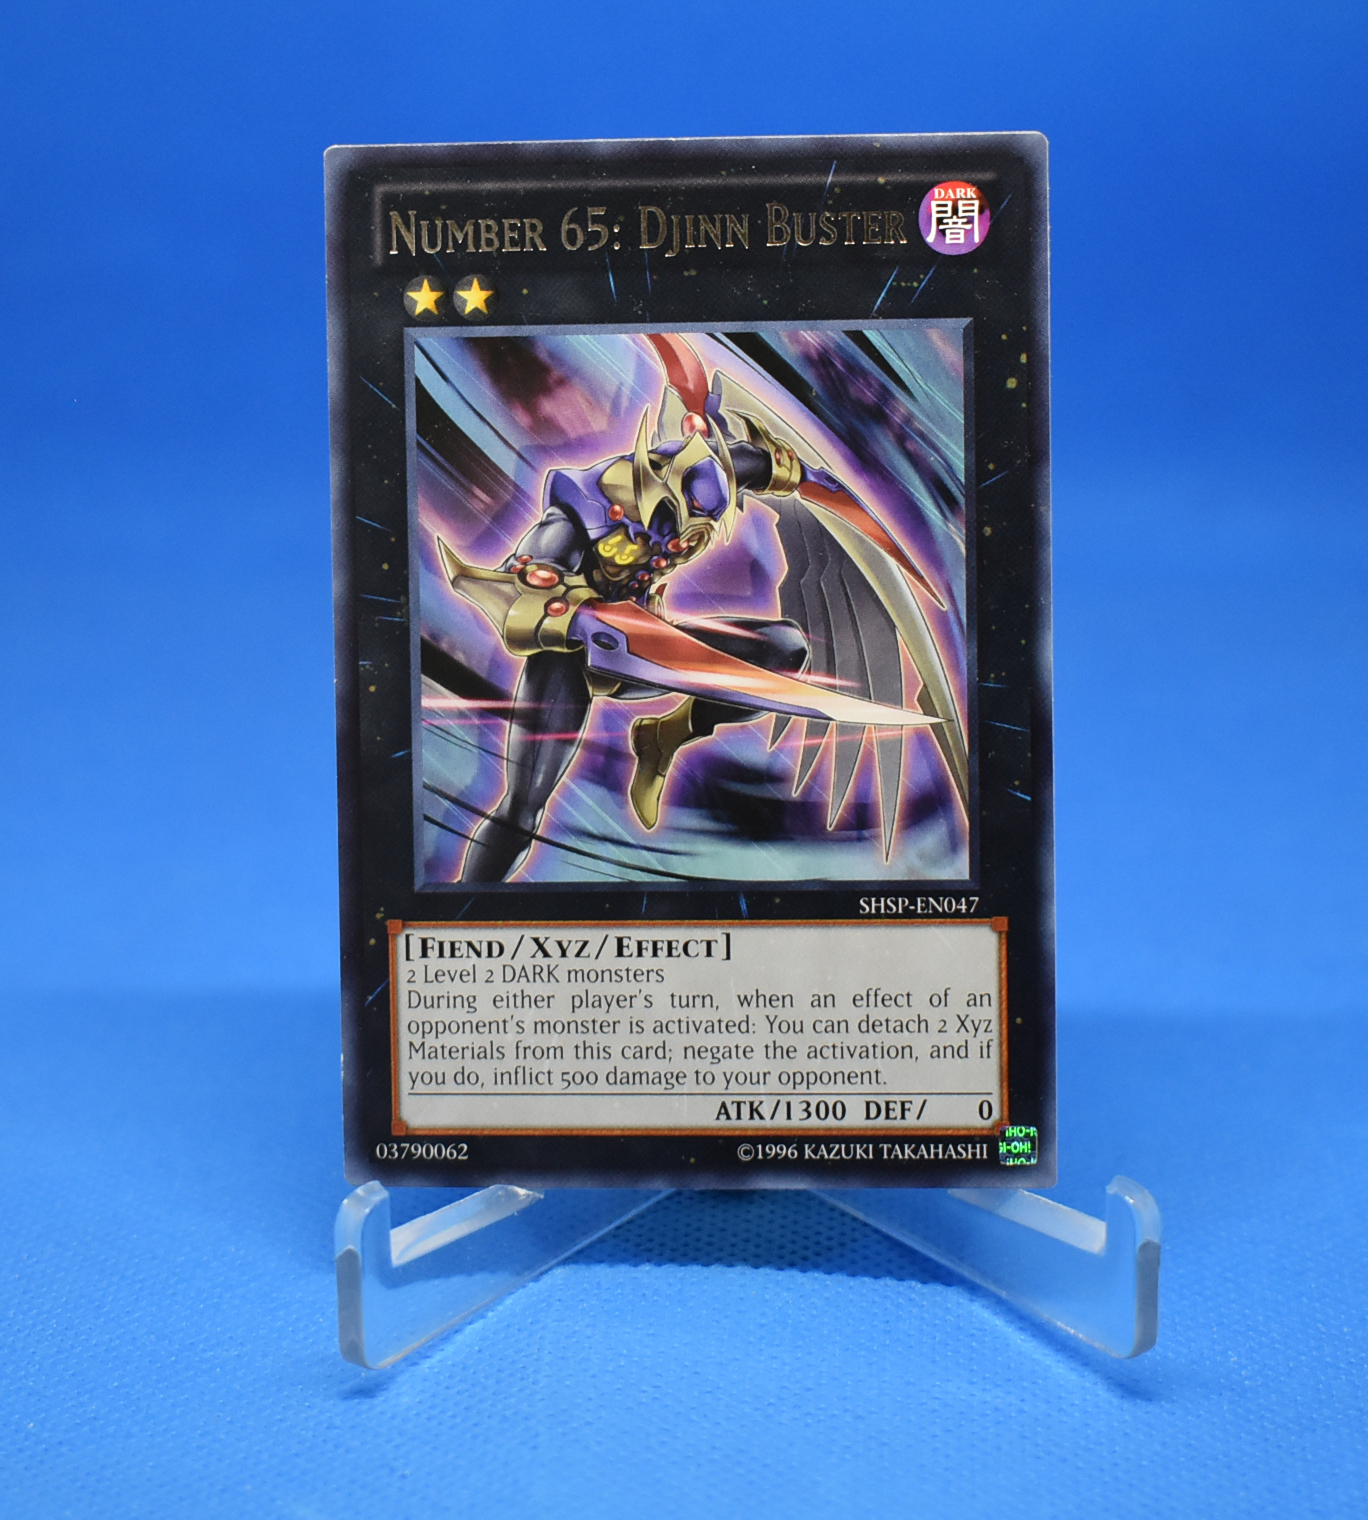 NUMBER 65: DJINN BUSTER
DARK
闇
65
SHSP-EN047
[FIEND/XYZ/EFFECT]
2 Level 2 DARK monsters
During either player's turn, when an effect of an
opponent's monster is activated: You can detach 2 Xyz
Materials from this card; negate the activation, and if
you do, inflict 500 damage to your opponent.
ATK/1300 DEF/ 0
03790062
©1996 KAZUKI TAKAHASHI
GI-OH!